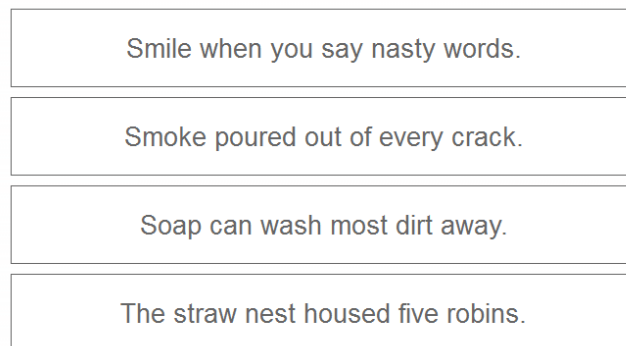 Smile when you say nasty words.
Smoke poured out of every crack.
Soap can wash most dirt away.
The straw nest housed five robins.